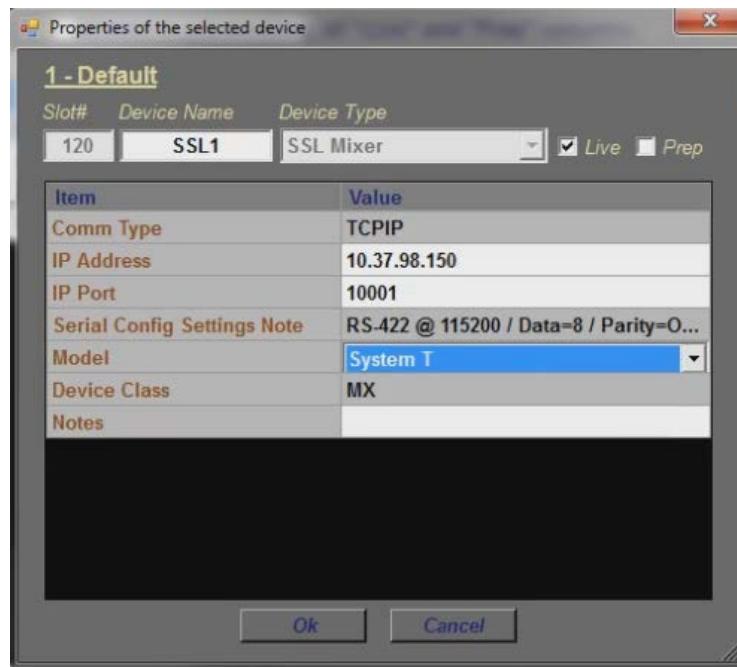 Properties of the selected device
1 - Default
Slot# Device Name Device Type
120 SSL1 SSL Mixer Live Prep
Item Value
Comm Type TCPIP
IP Address 10.37.98.150
IP Port 10001
Serial Config Settings Note RS-422 @ 115200 / Data=8 / Parity=O...
Model System T
Device Class MX
Notes
Ok Cancel